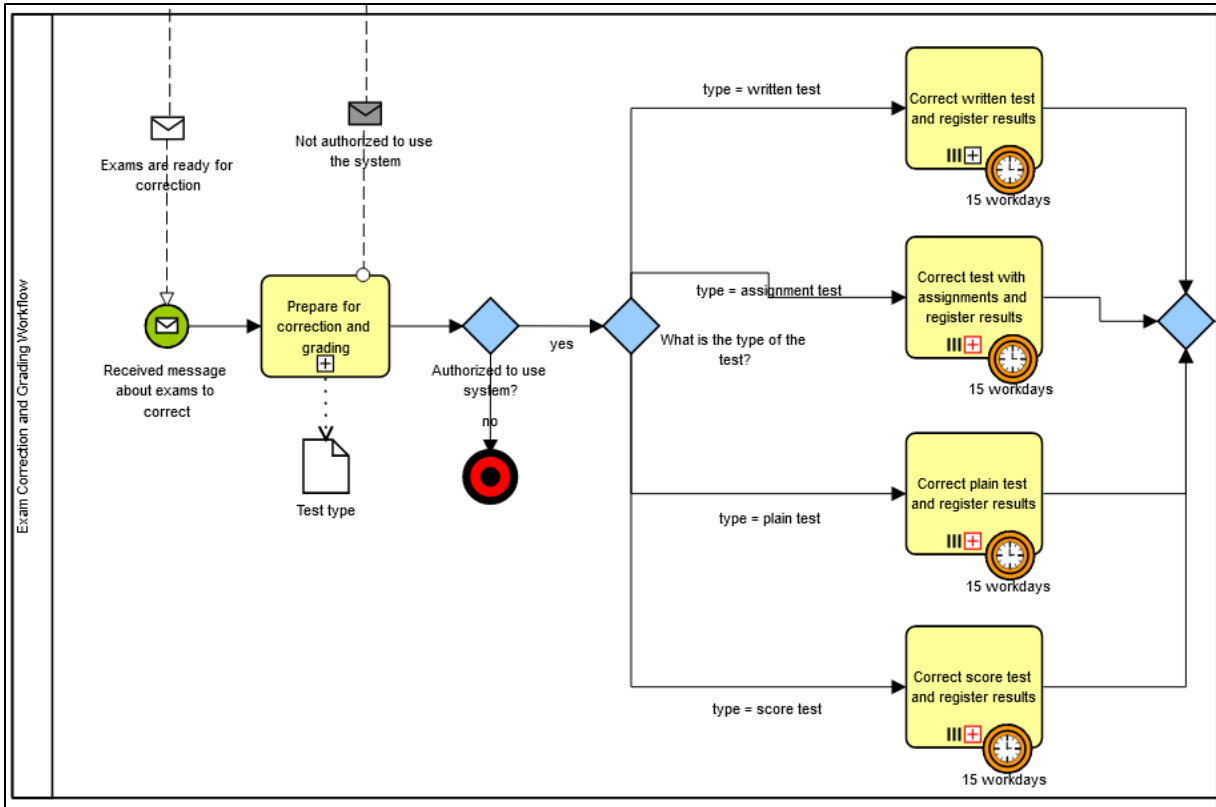 Exam Correction and Grading Workflow
Exams are ready for
correction
Not authorized to use
the system
Received message
about exams to
correct
Prepare for
correction and
grading
Test type
Authorized to use
system?
yes
no
What is the type of the
test?
type = written test
Correct written test
and register results
15 workdays
type = assignment test
Correct test with
assignments and
register results
15 workdays
type = plain test
Correct plain test
and register results
15 workdays
type = score test
Correct score test
and register results
15 workdays